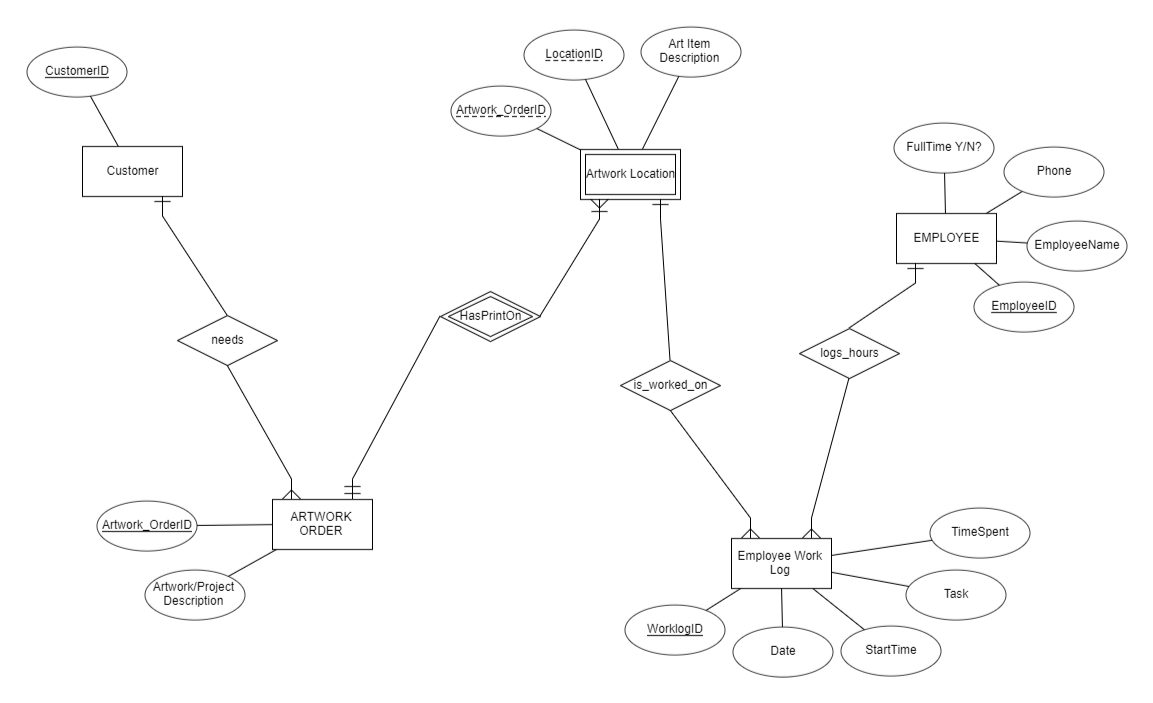 CustomerID
Customer
needs
ARTWORK
ORDER
Artwork_OrderID
Artwork/Project
Description
HasPrintOn
Artwork_OrderID
LocationID
Art Item
Description
Artwork Location
is_worked_on
FullTime Y/N?
Phone
EMPLOYEE
EmployeeName
EmployeeID
logs_hours
Employee Work
Log
TimeSpent
Task
WorklogID
Date
StartTime